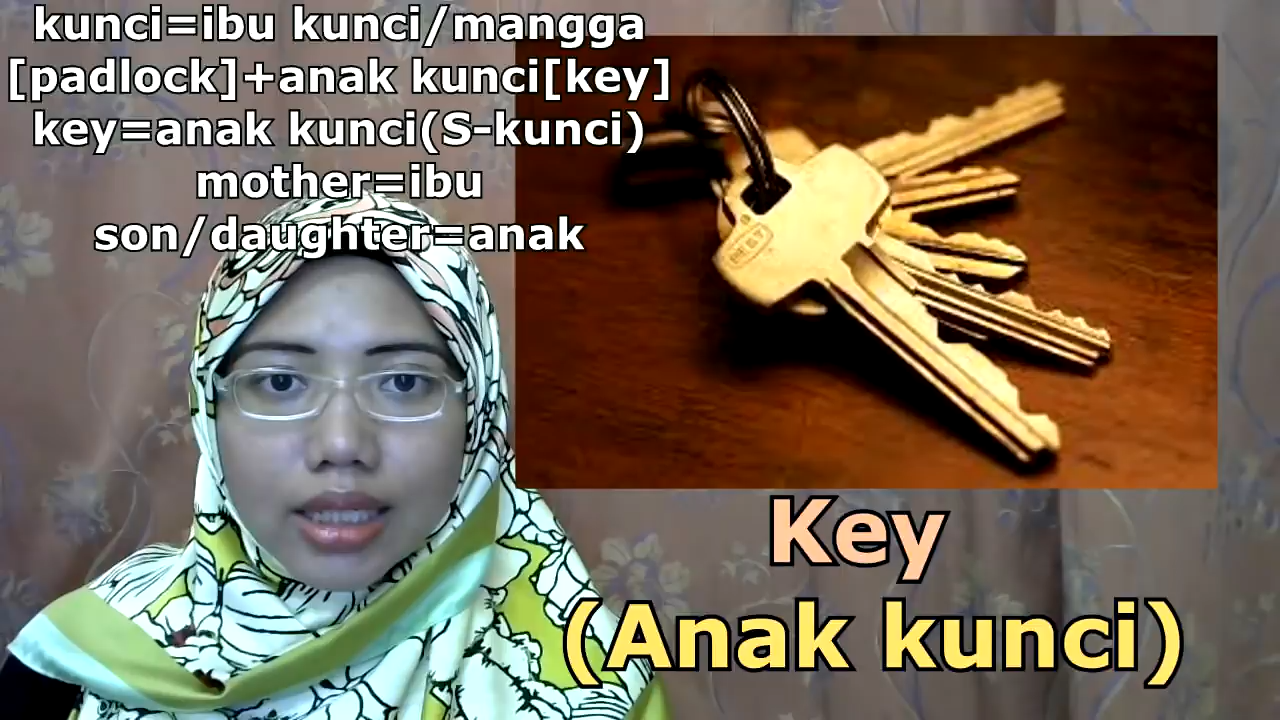 kunci=ibu kunci/mangga
[padlock]+anak kunci[key]
key=anak kunci(S-kunci)
mother=ibu
son/daughter=anak
BEST
Key
(Anak kunci)